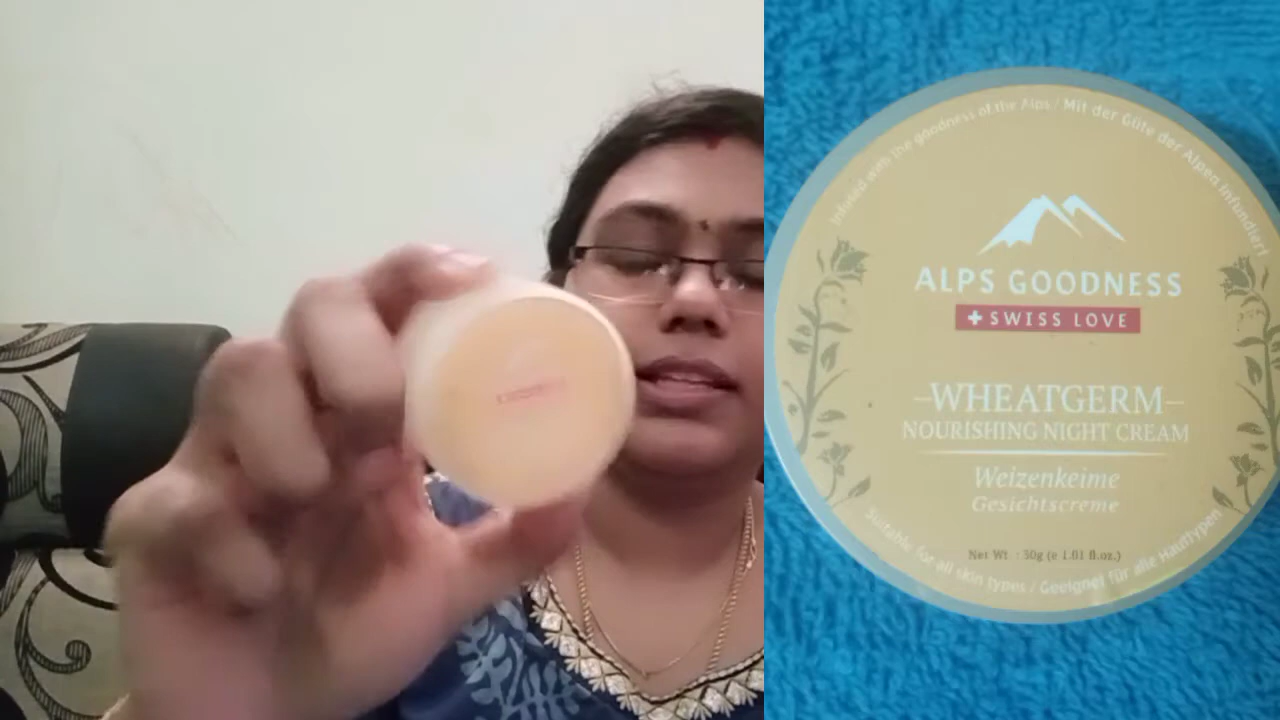 Infused with the goodness of the Alps / Mit der Güte der Alpen infundiert
ALPS GOODNESS
SWISS LOVE
WHEATGERM
NOURISHING NIGHT CREAM
Weizenkeime
Gesichtscreme
Net Wt. : 30g (e 1.01 fl.oz.)
Suitable for all skin types / Geeignet für alle Hauttypen